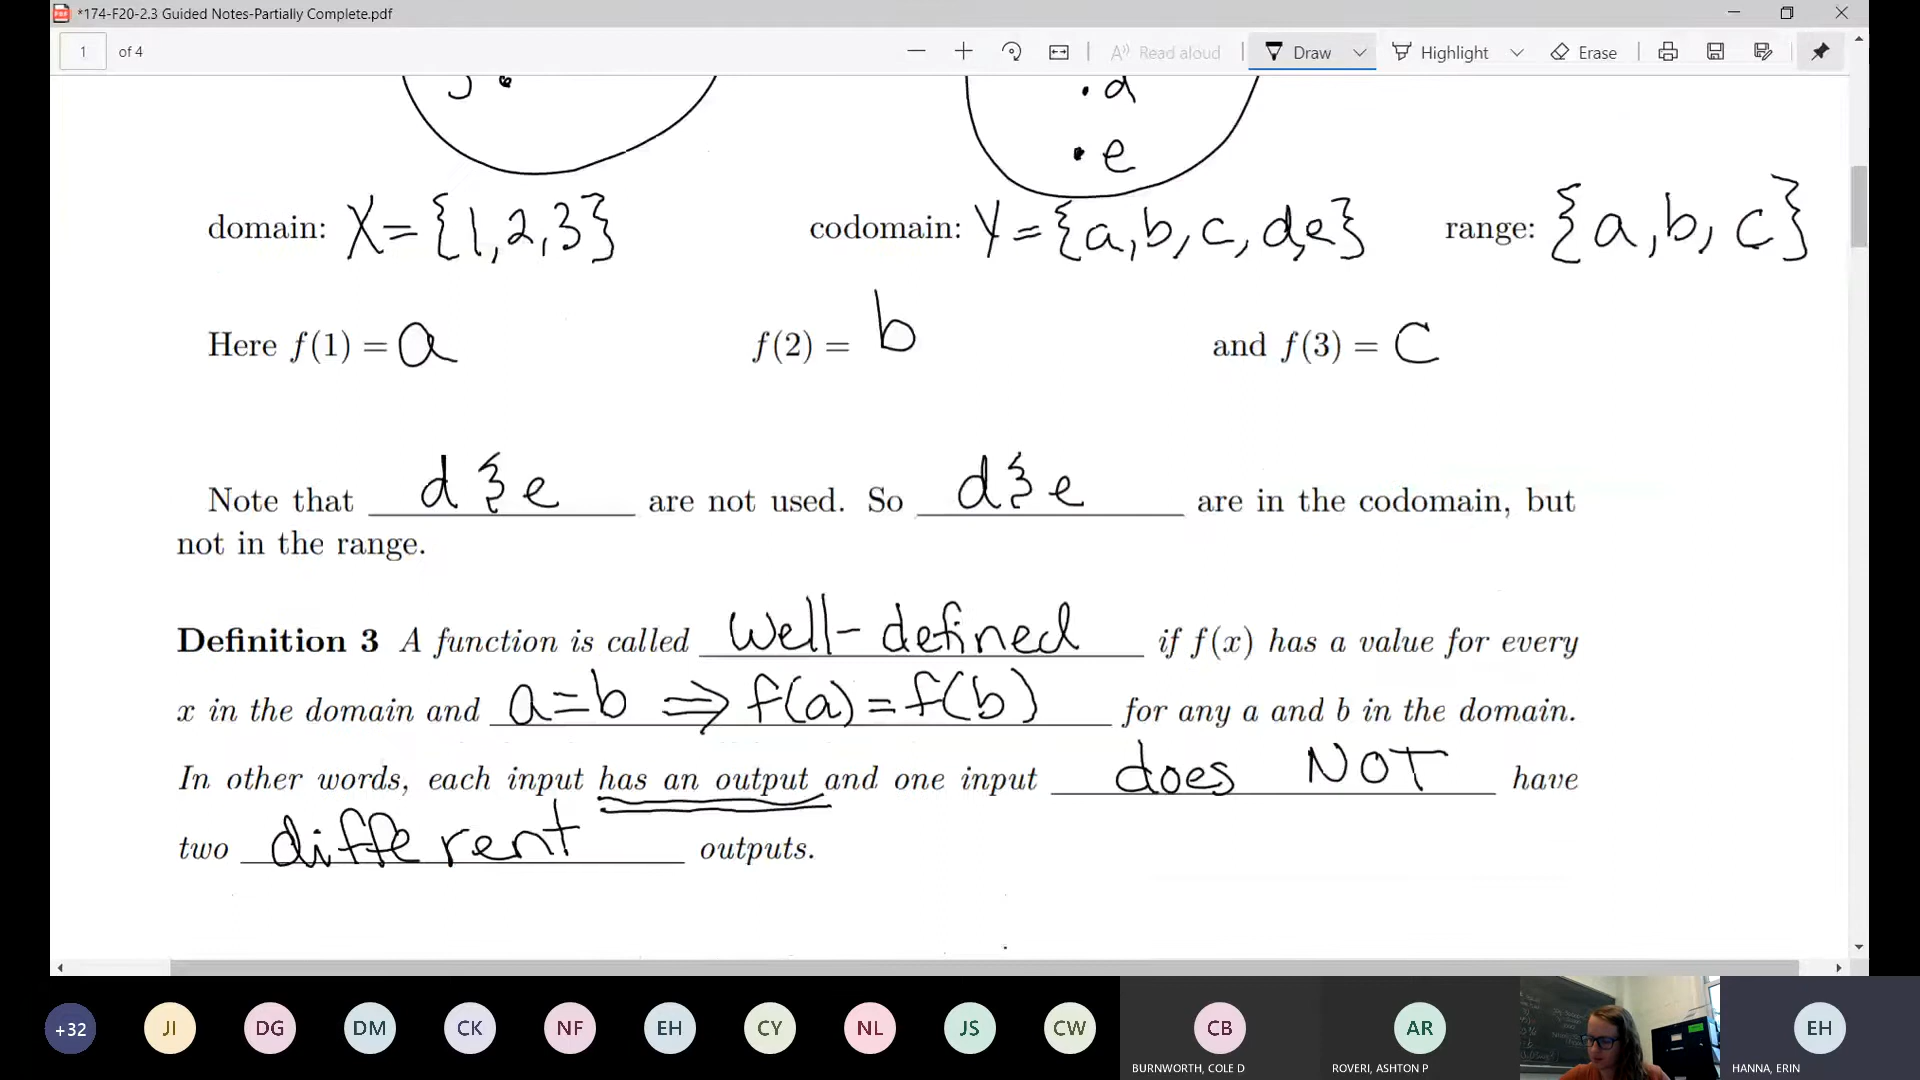 *174-F20-2.3 Guided Notes-Partially Complete.pdf
1 of 4 Read aloud Draw Highlight Erase
. d
. e
domain: X = {1,2,3} codomain: Y = {a,b,c,d,e} range: {a,b,c}
Here f(1) = a f(2) = b and f(3) = c
Note that d & e are not used. So d & e are in the codomain, but
not in the range.
Definition 3 A function is called well-defined if f(x) has a value for every
x in the domain and a=b ⟹ f(a)=f(b) for any a and b in the domain.
In other words, each input has an output and one input does NOT have
two different outputs.
+32 JI DG DM CK NF EH CY NL JS CW CB AR EH
BURNWORTH, COLE D ROVERI, ASHTON P HANNA, ERIN